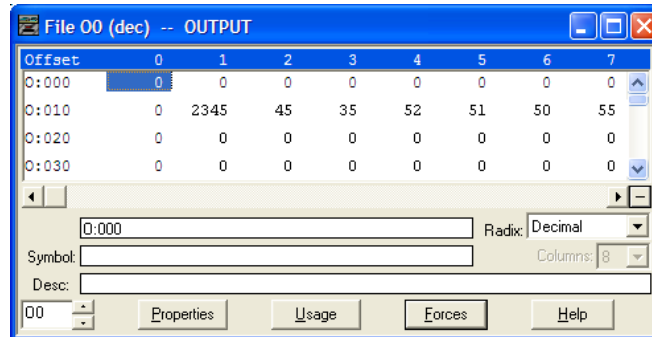 File O0 (dec) -- OUTPUT
Offset 0 1 2 3 4 5 6 7
O:000 0 0 0 0 0 0 0 0
O:010 0 2345 45 35 52 51 50 55
O:020 0 0 0 0 0 0 0 0
O:030 0 0 0 0 0 0 0 0
O:000 Radix: Decimal
Symbol: Columns: 8
Desc:
O0 Properties Usage Forces Help